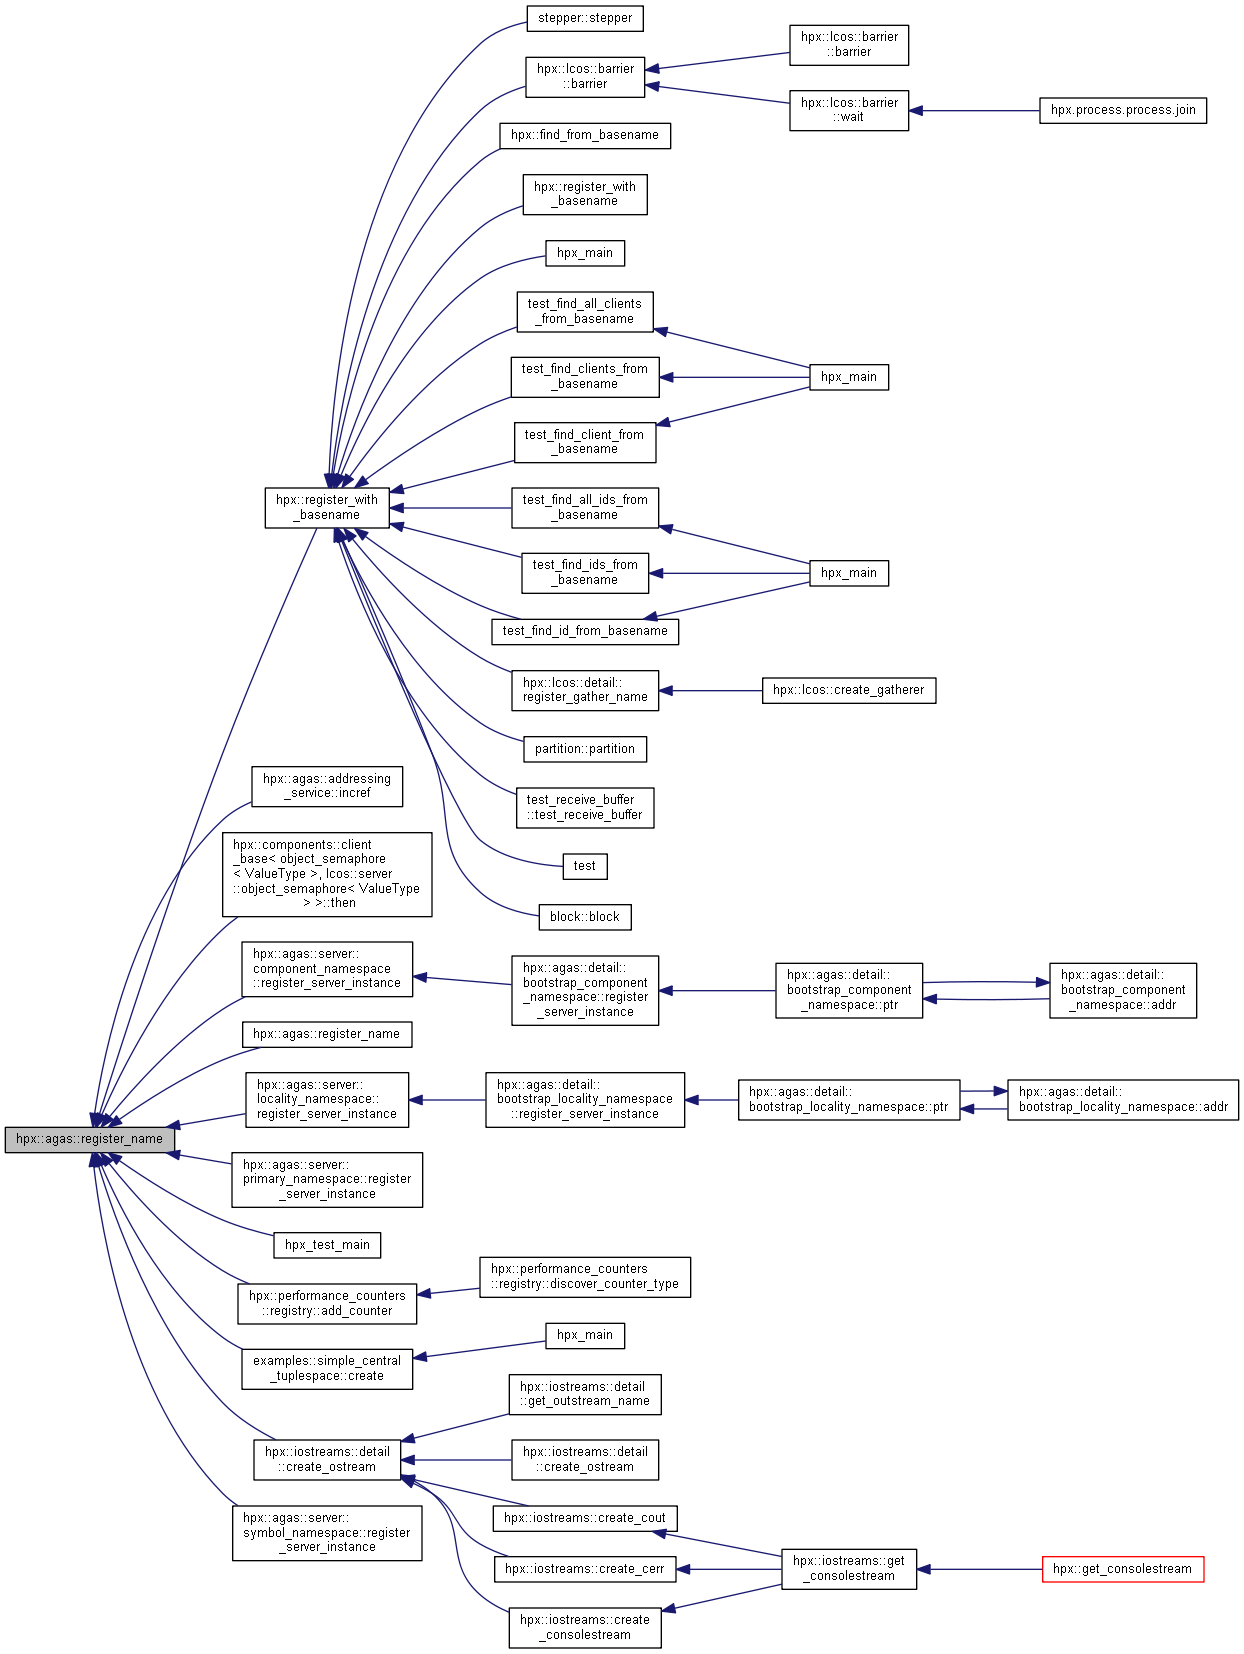 stepper::stepper
hpx::lcos::barrier
::barrier
hpx::lcos::barrier
::barrier
hpx::lcos::barrier
::wait
hpx.process.process.join
hpx::find_from_basename
hpx::register_with
_basename
hpx_main
test_find_all_clients
_from_basename
test_find_clients_from
_basename
hpx_main
test_find_client_from
_basename
hpx::register_with
_basename
test_find_all_ids_from
_basename
test_find_ids_from
_basename
hpx_main
test_find_id_from_basename
hpx::lcos::detail::
register_gather_name
hpx::lcos::create_gatherer
partition::partition
hpx::agas::addressing
_service::incref
test_receive_buffer
::test_receive_buffer
hpx::components::client
_base< object_semaphore
< ValueType >, lcos::server
::object_semaphore< ValueType
> >::then
test
block::block
hpx::agas::server::
component_namespace
::register_server_instance
hpx::agas::detail::
bootstrap_component
_namespace::register
_server_instance
hpx::agas::detail::
bootstrap_component
_namespace::ptr
hpx::agas::detail::
bootstrap_component
_namespace::addr
hpx::agas::register_name
hpx::agas::server::
locality_namespace::
register_server_instance
hpx::agas::detail::
bootstrap_locality_namespace
::register_server_instance
hpx::agas::detail::
bootstrap_locality_namespace::ptr
hpx::agas::detail::
bootstrap_locality_namespace::addr
hpx::agas::register_name
hpx::agas::server::
primary_namespace::register
_server_instance
hpx_test_main
hpx::performance_counters
::registry::add_counter
hpx::performance_counters
::registry::discover_counter_type
examples::simple_central
_tuplespace::create
hpx_main
hpx::iostreams::detail
::get_outstream_name
hpx::iostreams::detail
::create_ostream
hpx::iostreams::detail
::create_ostream
hpx::agas::server::
symbol_namespace::register
_server_instance
hpx::iostreams::create_cout
hpx::iostreams::create_cerr
hpx::iostreams::get
_consolestream
hpx::get_consolestream
hpx::iostreams::create
_consolestream